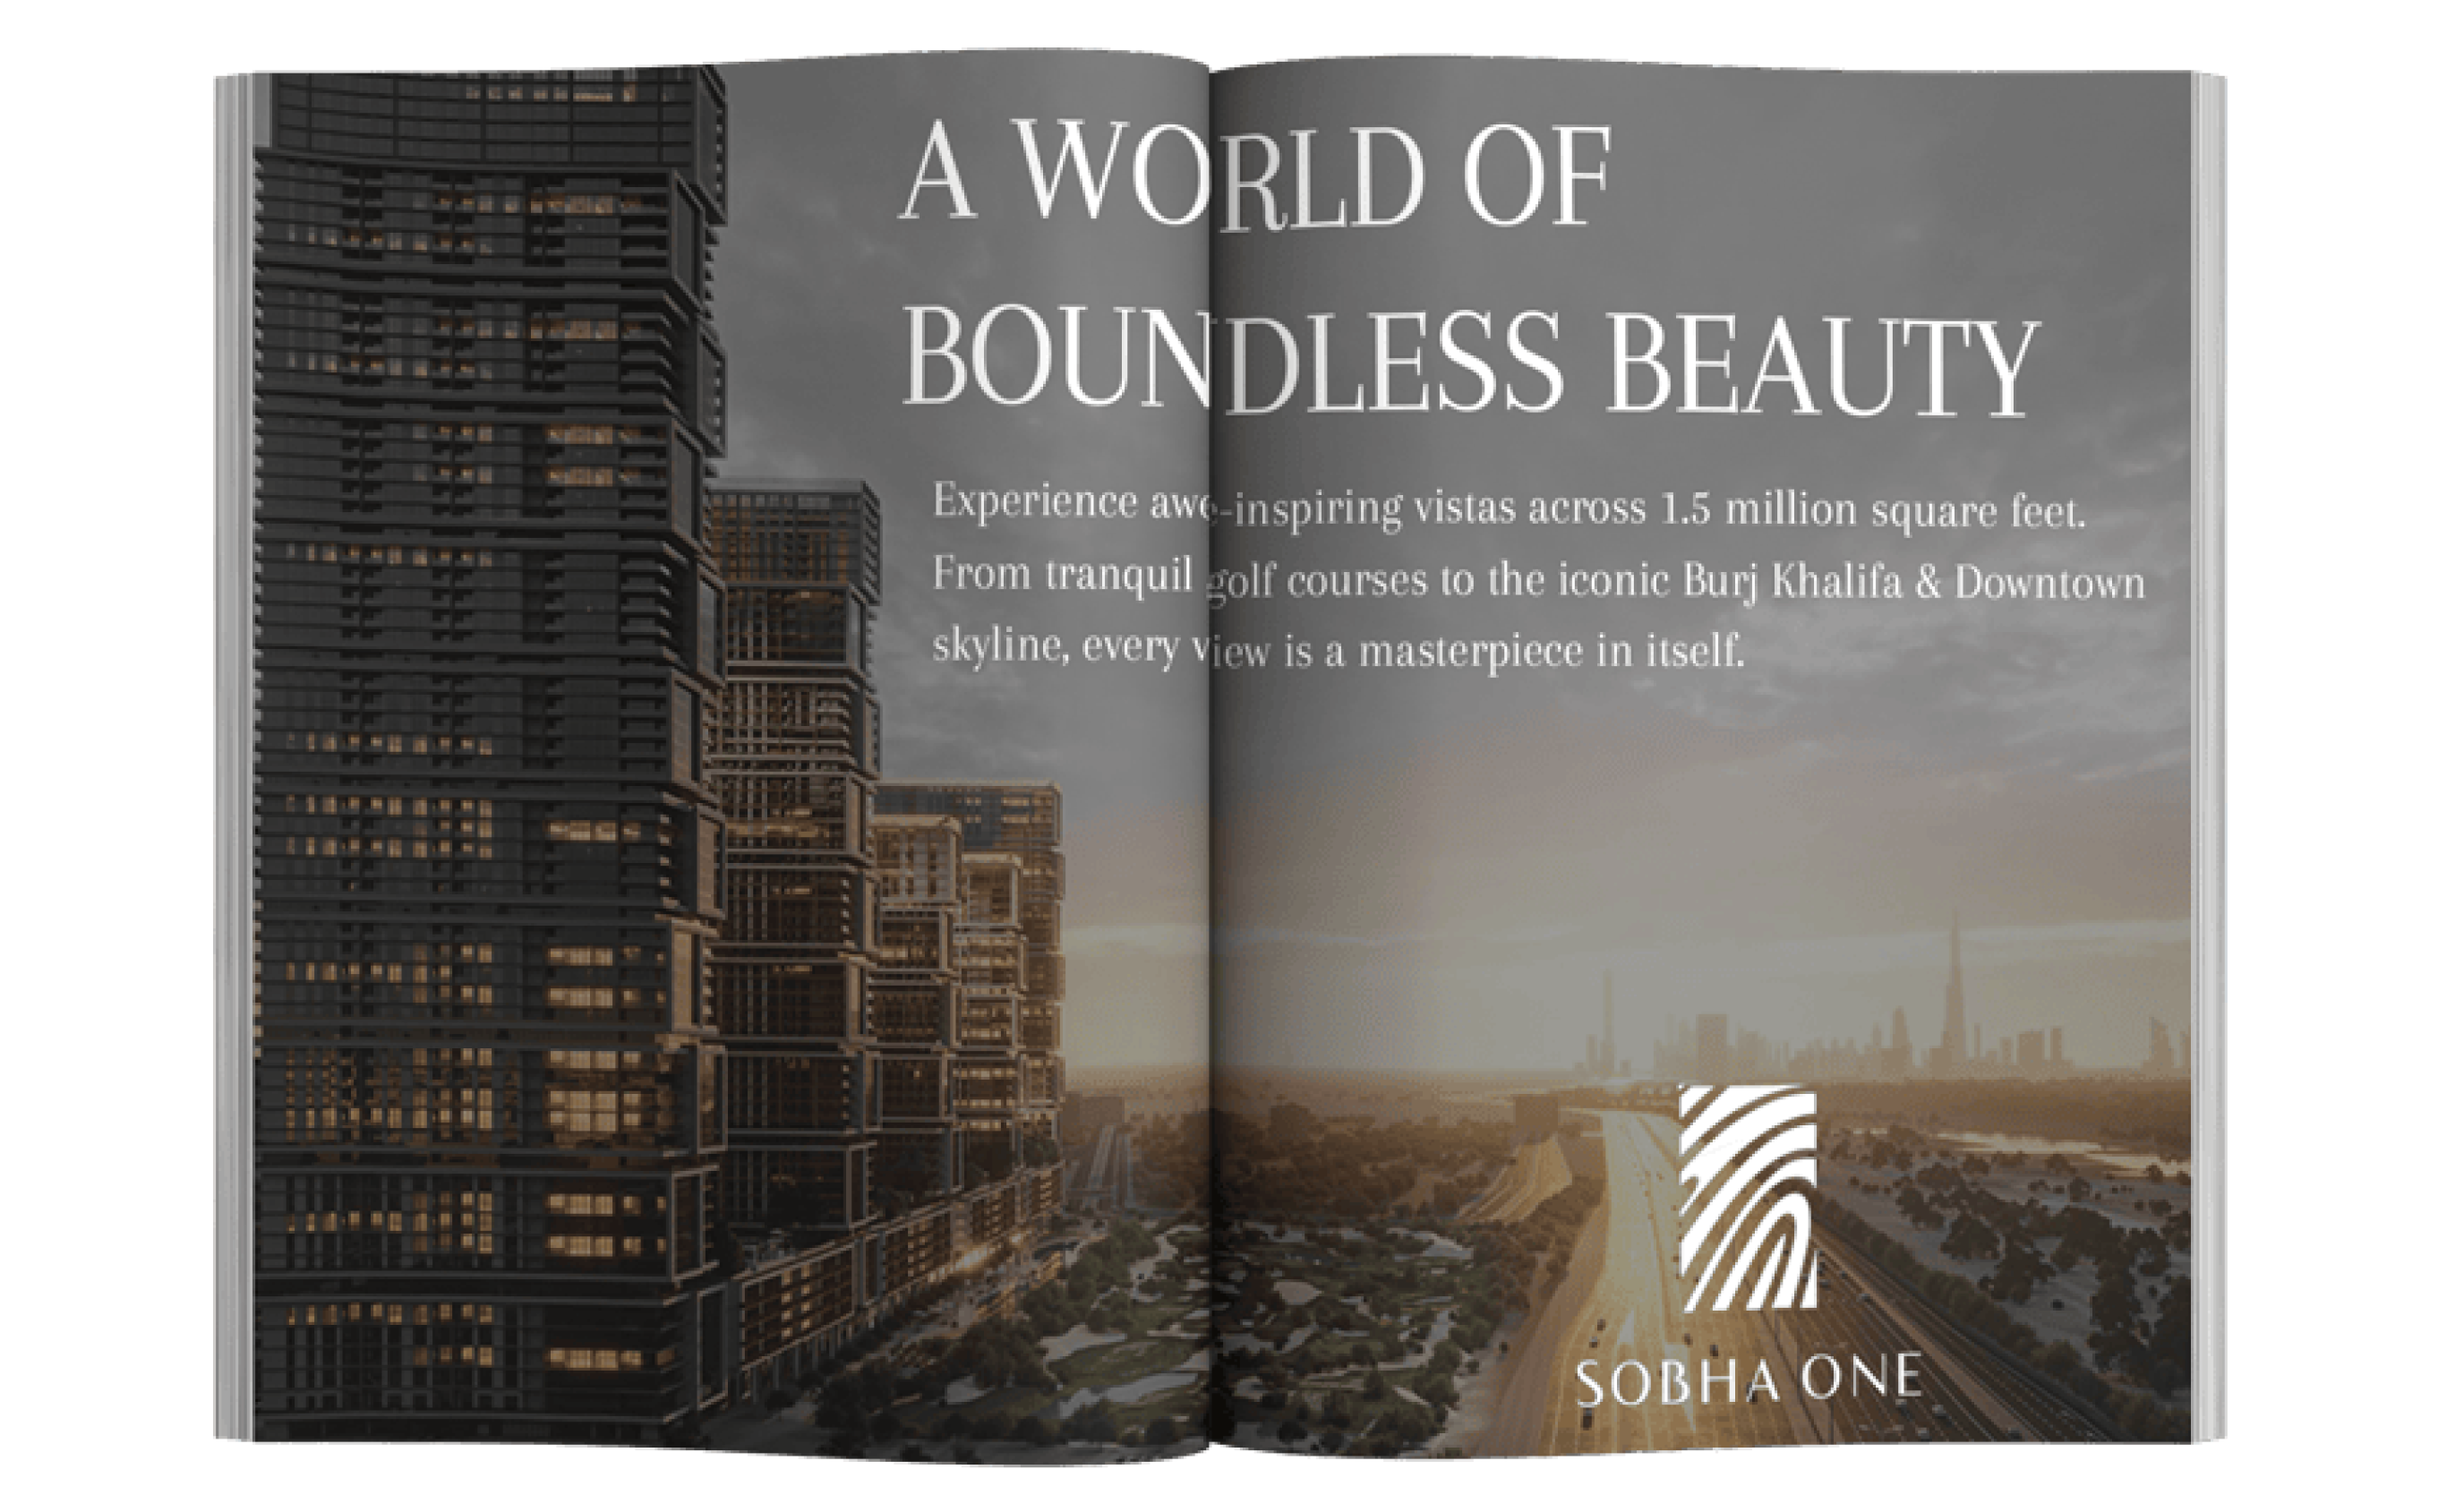 A WORLD OF
BOUNDLESS BEAUTY
Experience awe-inspiring vistas across 1.5 million square feet.
From tranquil golf courses to the iconic Burj Khalifa & Downtown
skyline, every view is a masterpiece in itself.
SOBHA ONE